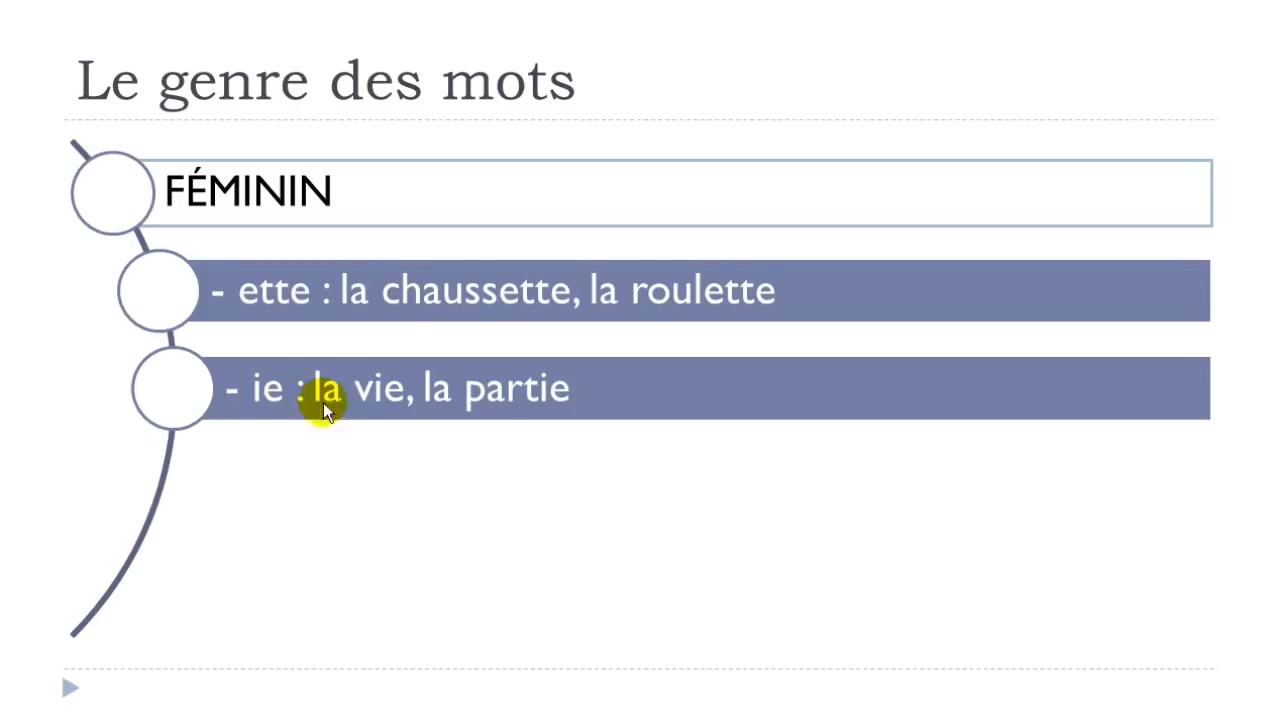 Le genre des mots
FÉMININ
- ette : la chaussette, la roulette
- ie : la vie, la partie